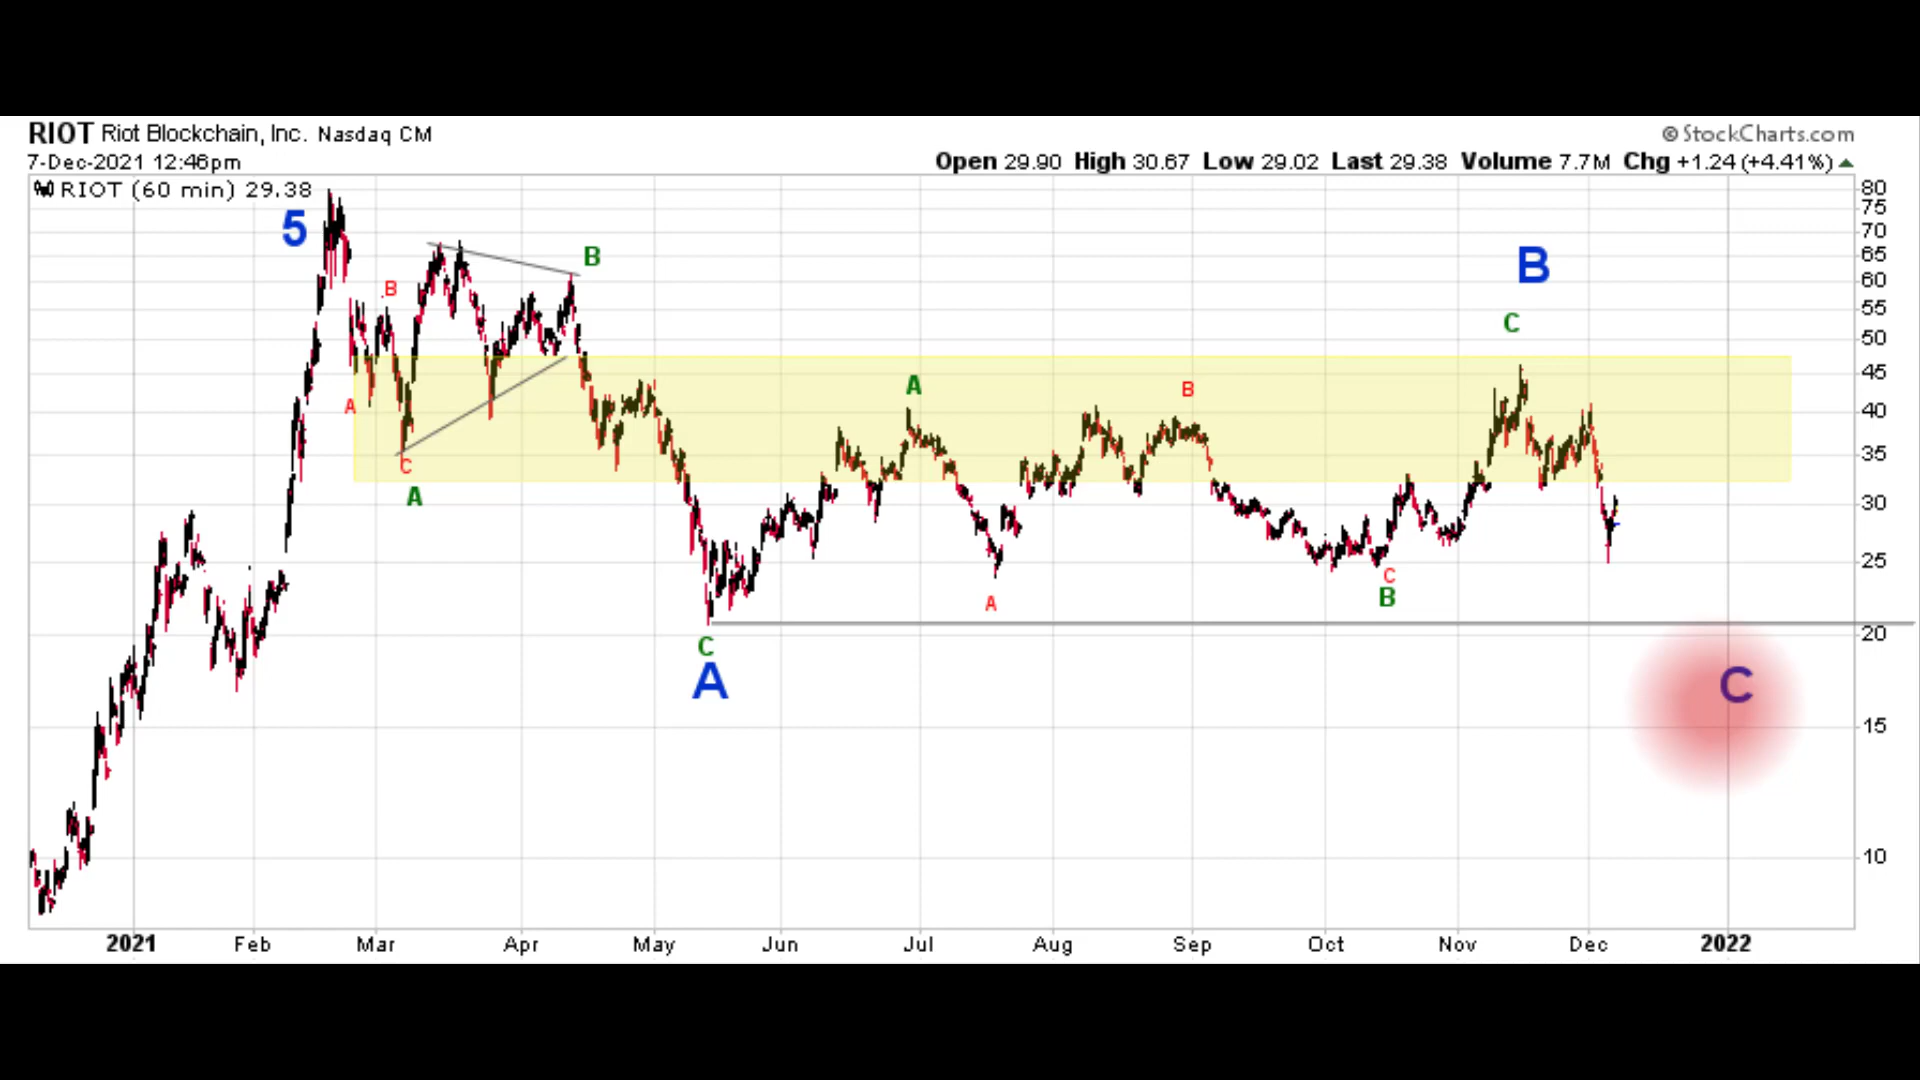 RIOT Riot Blockchain, Inc. Nasdaq CM
© StockCharts.com
7-Dec-2021 12:46pm
Open 29.90 High 30.67 Low 29.02 Last 29.38 Volume 7.7M Chg +1.24 (+4.41%)
RIOT (60 min) 29.38
80
75
5
70
B
65
B
60
B
55
C
50
A
B
45
A
40
C
35
A
30
25
C
A
B
20
C
A
C
15
10
2021 Feb Mar Apr May Jun Jul Aug Sep Oct Nov Dec 2022